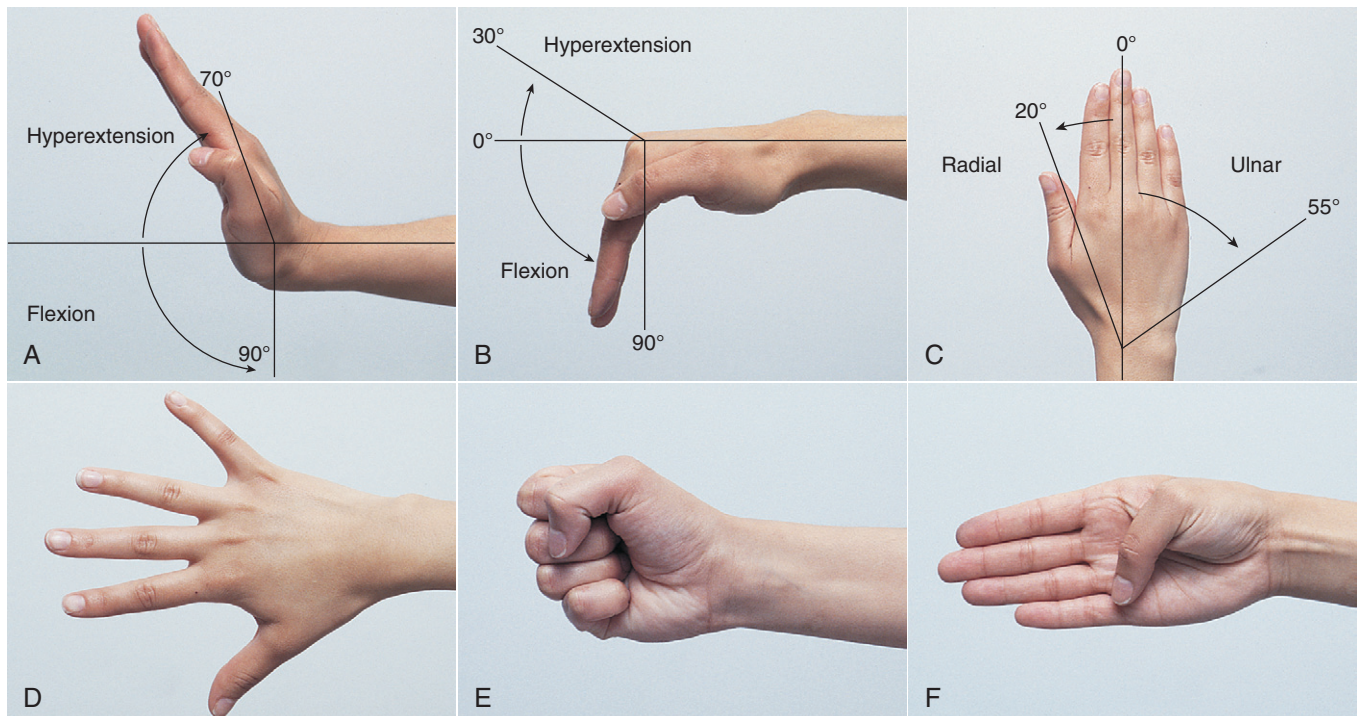 70°
Hyperextension
Flexion
90°
A
30°
Hyperextension
0°
Flexion
90°
B
0°
20°
Radial
Ulnar
55°
C
D
E
F